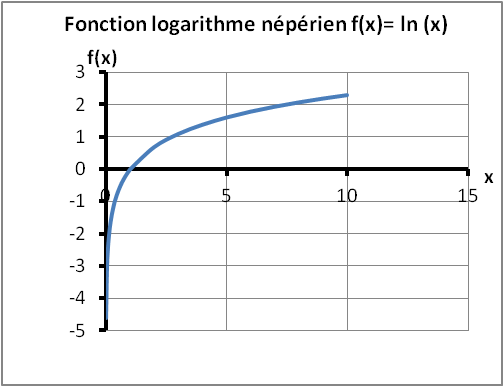 Fonction logarithme népérien f(x)= ln (x)
f(x)
3
2
1
0
x
0 5 10 15
-1
-2
-3
-4
-5